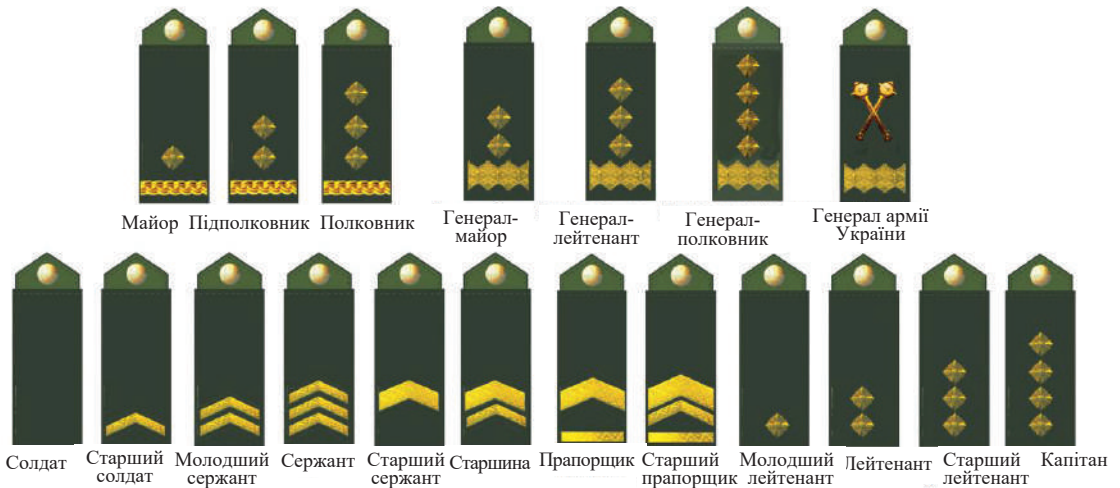 Майор Підполковник Полковник Генерал-
майор Генерал-
лейтенант Генерал-
полковник Генерал армії
України
Солдат Старший
солдат Молодший
сержант Сержант Старший
сержант Старшина Прапорщик Старший
прапорщик Молодший
лейтенант Лейтенант Старший
лейтенант Капітан